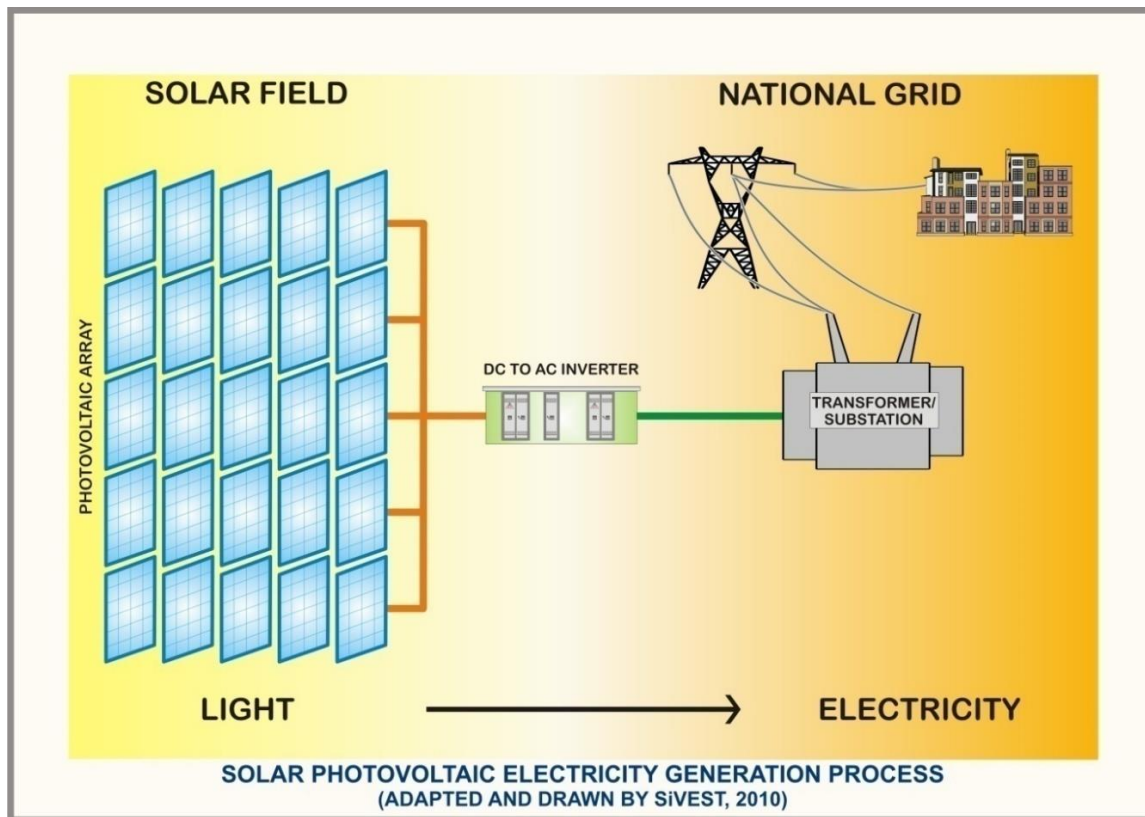 SOLAR FIELD
NATIONAL GRID
PHOTOVOLTAIC ARRAY
DC TO AC INVERTER
TRANSFORMER/
SUBSTATION
LIGHT
ELECTRICITY
SOLAR PHOTOVOLTAIC ELECTRICITY GENERATION PROCESS
(ADAPTED AND DRAWN BY SiVEST, 2010)